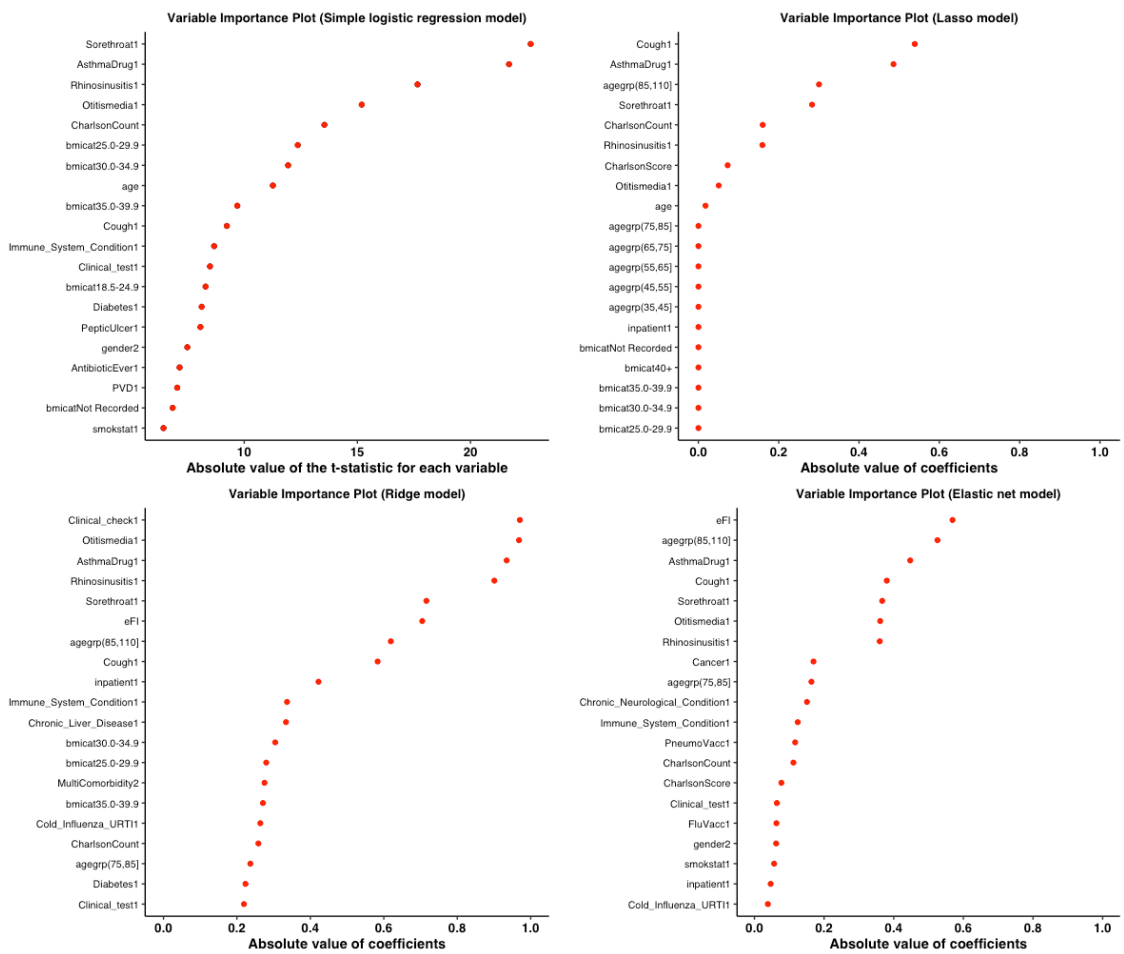 Variable Importance Plot (Simple logistic regression model)
Sorethroat1
AsthmaDrug1
Rhinosinusitis1
Otitismedia1
CharlsonCount
bmicat25.0-29.9
bmicat30.0-34.9
age
bmicat35.0-39.9
Cough1
Immune_System_Condition1
Clinical_test1
bmicat18.5-24.9
Diabetes1
PepticUlcer1
gender2
AntibioticEver1
PVD1
bmicatNot Recorded
smokstat1
10 15 20
Absolute value of the t-statistic for each variable
Variable Importance Plot (Lasso model)
Cough1
AsthmaDrug1
agegrp(85,110]
Sorethroat1
CharlsonCount
Rhinosinusitis1
CharlsonScore
Otitismedia1
age
agegrp(75,85]
agegrp(65,75]
agegrp(55,65]
agegrp(45,55]
agegrp(35,45]
inpatient1
bmicatNot Recorded
bmicat40+
bmicat35.0-39.9
bmicat30.0-34.9
bmicat25.0-29.9
0.0 0.2 0.4 0.6 0.8 1.0
Absolute value of coefficients
Variable Importance Plot (Ridge model)
Clinical_check1
Otitismedia1
AsthmaDrug1
Rhinosinusitis1
Sorethroat1
eFI
agegrp(85,110]
Cough1
inpatient1
Immune_System_Condition1
Chronic_Liver_Disease1
bmicat30.0-34.9
bmicat25.0-29.9
MultiComorbidity2
bmicat35.0-39.9
Cold_Influenza_URTI1
CharlsonCount
agegrp(75,85]
Diabetes1
Clinical_test1
0.0 0.2 0.4 0.6 0.8 1.0
Absolute value of coefficients
Variable Importance Plot (Elastic net model)
eFI
agegrp(85,110]
AsthmaDrug1
Cough1
Sorethroat1
Otitismedia1
Rhinosinusitis1
Cancer1
agegrp(75,85]
Chronic_Neurological_Condition1
Immune_System_Condition1
PneumoVacc1
CharlsonCount
CharlsonScore
Clinical_test1
FluVacc1
gender2
smokstat1
inpatient1
Cold_Influenza_URTI1
0.0 0.2 0.4 0.6 0.8 1.0
Absolute value of coefficients